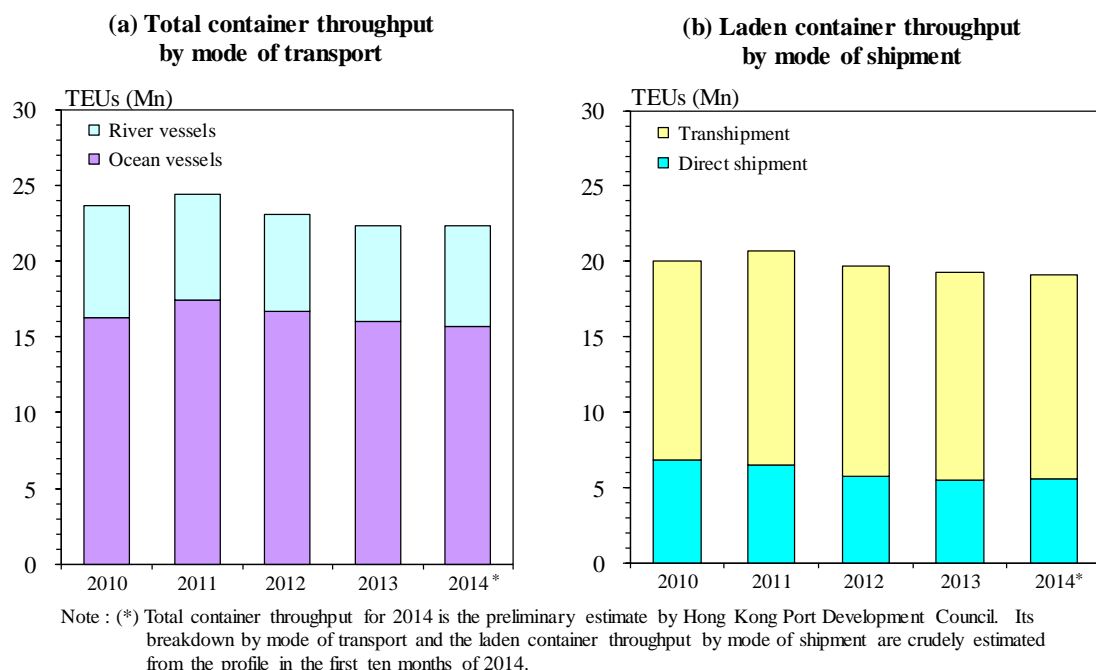 (a) Total container throughput
by mode of transport
TEUs (Mn)
30
25
20
15
10
5
0
River vessels
Ocean vessels
2010 2011 2012 2013 2014*
(b) Laden container throughput
by mode of shipment
TEUs (Mn)
30
25
20
15
10
5
0
Transhipment
Direct shipment
2010 2011 2012 2013 2014*
Note : (*) Total container throughput for 2014 is the preliminary estimate by Hong Kong Port Development Council. Its
breakdown by mode of transport and the laden container throughput by mode of shipment are crudely estimated
from the profile in the first ten months of 2014.